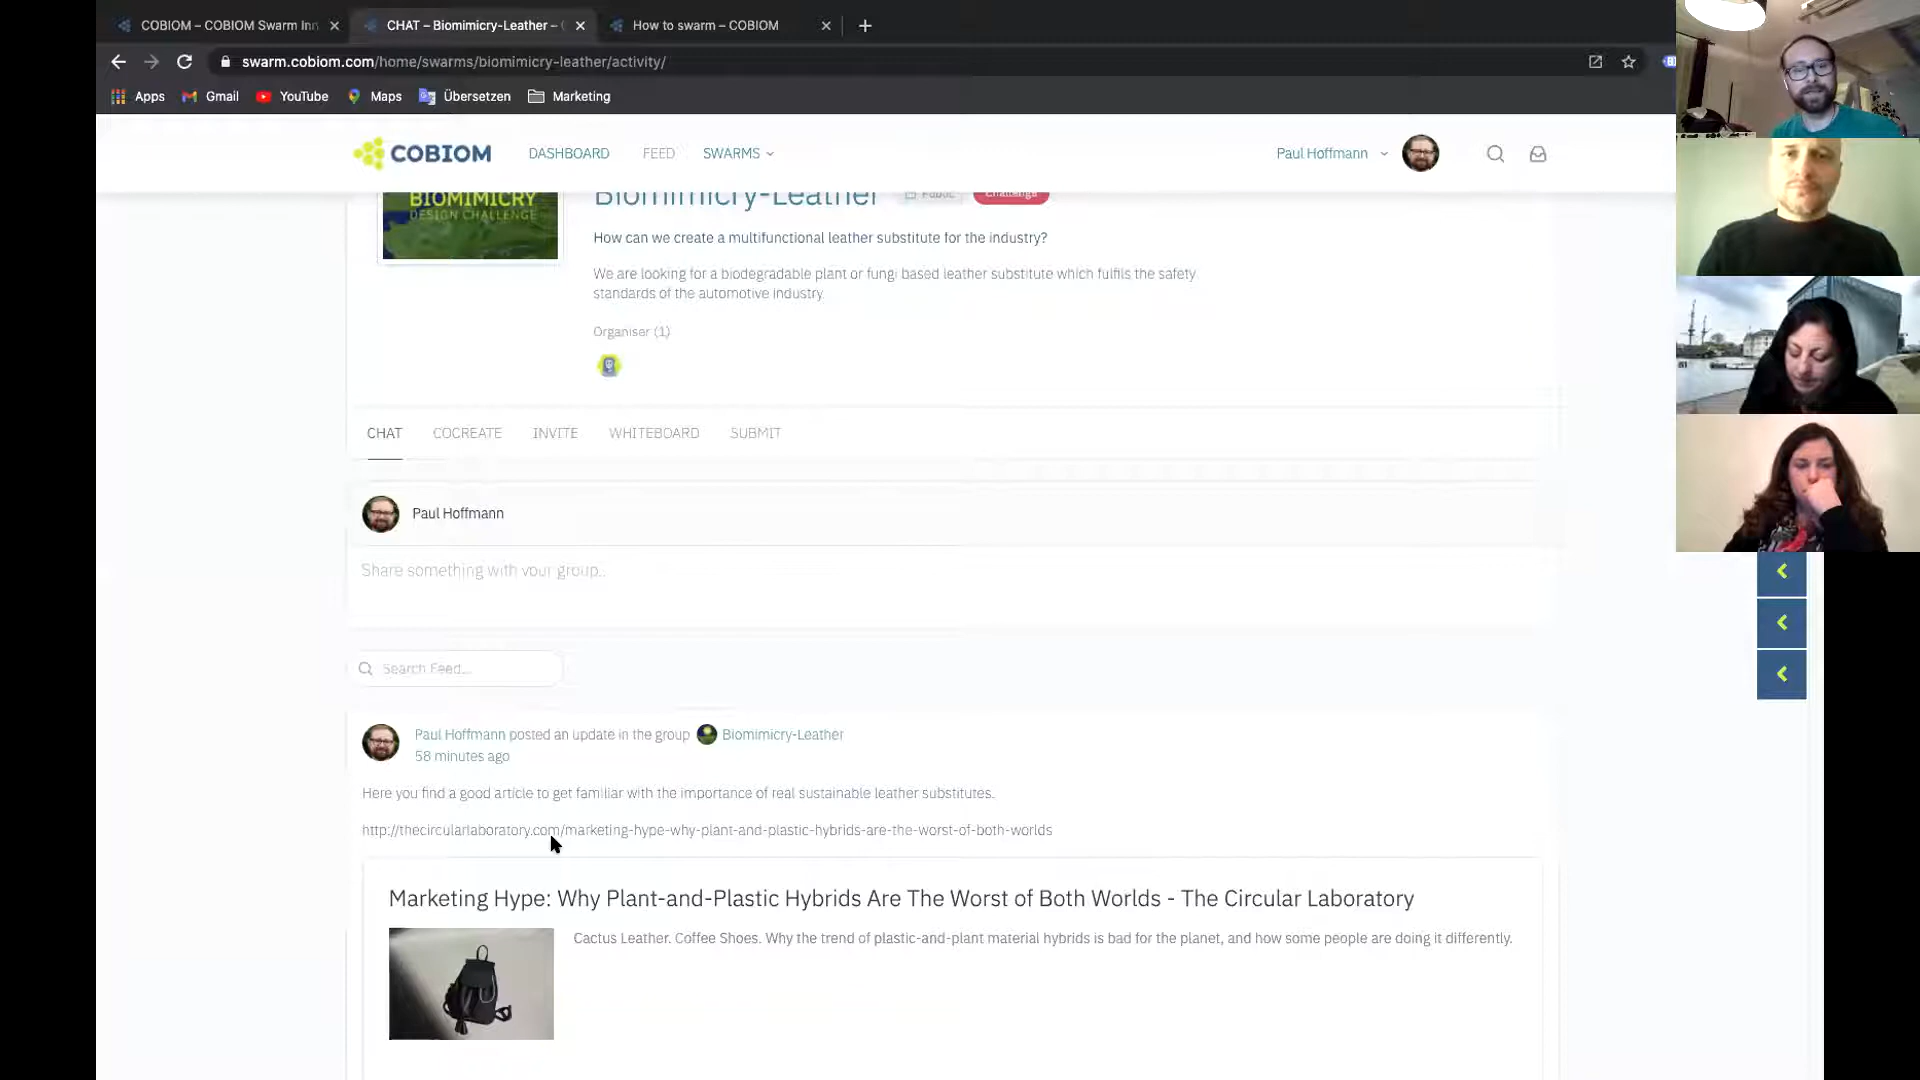 COBIOM – COBIOM Swarm Inn
CHAT – Biomimicry-Leather –
How to swarm – COBIOM
swarm.cobiom.com/home/swarms/biomimicry-leather/activity/
Apps
Gmail
YouTube
Maps
Übersetzen
Marketing
COBIOM
DASHBOARD
FEED
SWARMS
Paul Hoffmann
BIOMIMICRY
DESIGN CHALLENGE
Biomimicry-Leather
Public
Challenge
How can we create a multifunctional leather substitute for the industry?
We are looking for a biodegradable plant or fungi based leather substitute which fulfils the safety
standards of the automotive industry.
Organiser (1)
CHAT
COCREATE
INVITE
WHITEBOARD
SUBMIT
Paul Hoffmann
Share something with your group..
Search Feed...
Paul Hoffmann posted an update in the group Biomimicry-Leather
58 minutes ago
Here you find a good article to get familiar with the importance of real sustainable leather substitutes.
http://thecircularlaboratory.com/marketing-hype-why-plant-and-plastic-hybrids-are-the-worst-of-both-worlds
Marketing Hype: Why Plant-and-Plastic Hybrids Are The Worst of Both Worlds - The Circular Laboratory
Cactus Leather. Coffee Shoes. Why the trend of plastic-and-plant material hybrids is bad for the planet, and how some people are doing it differently.